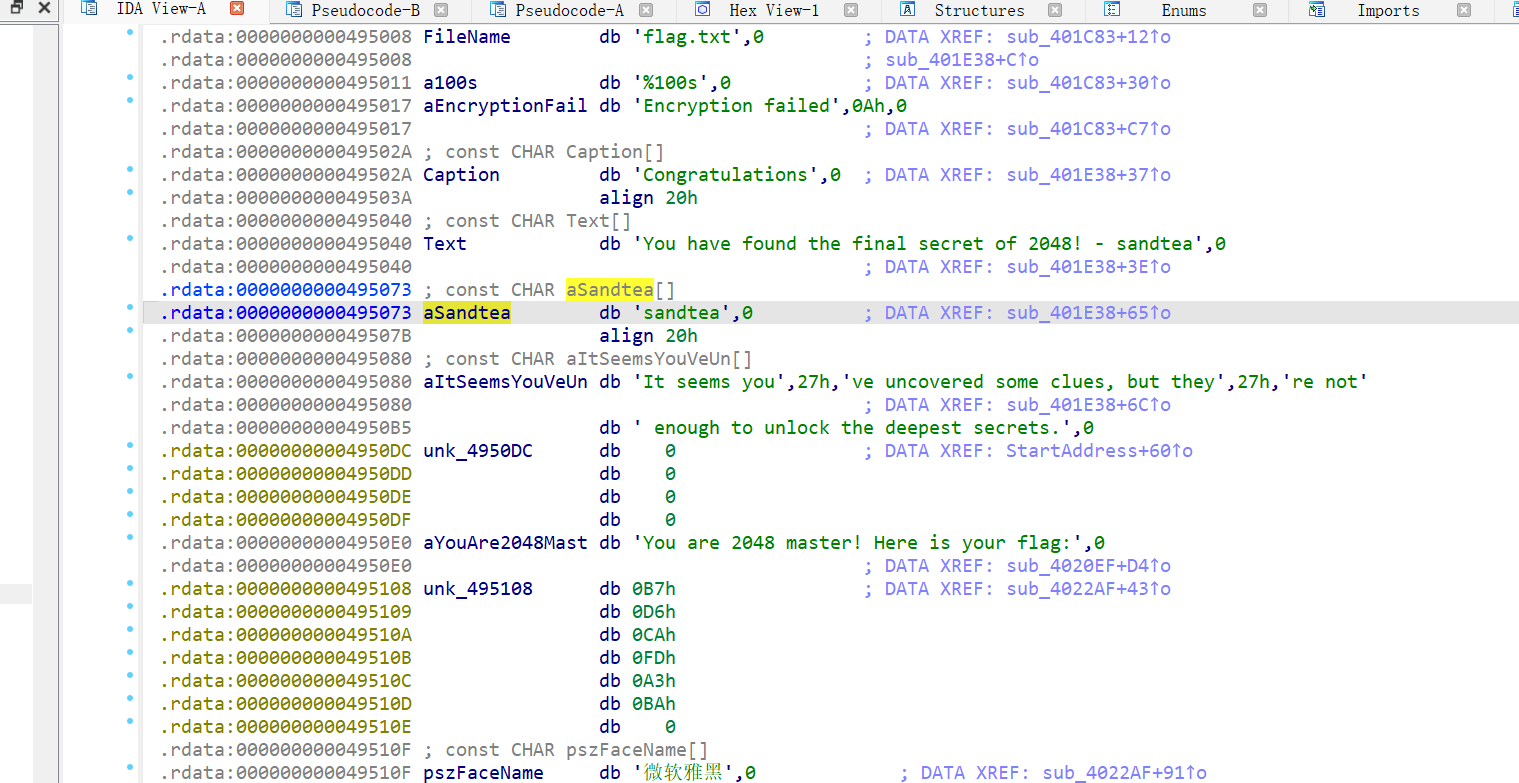 IDA View-A Pseudocode-B Pseudocode-A Hex View-1 Structures Enums Imports
.rdata:0000000000495008 FileName db 'flag.txt',0 ; DATA XREF: sub_401C83+12↑o
.rdata:0000000000495008 ; sub_401E38+C↑o
.rdata:0000000000495011 a100s db '%100s',0 ; DATA XREF: sub_401C83+30↑o
.rdata:0000000000495017 aEncryptionFail db 'Encryption failed',0Ah,0
.rdata:0000000000495017 ; DATA XREF: sub_401C83+C7↑o
.rdata:000000000049502A ; const CHAR Caption[]
.rdata:000000000049502A Caption db 'Congratulations',0 ; DATA XREF: sub_401E38+37↑o
.rdata:000000000049503A align 20h
.rdata:0000000000495040 ; const CHAR Text[]
.rdata:0000000000495040 Text db 'You have found the final secret of 2048! - sandtea',0
.rdata:0000000000495040 ; DATA XREF: sub_401E38+3E↑o
.rdata:0000000000495073 ; const CHAR aSandtea[]
.rdata:0000000000495073 aSandtea db 'sandtea',0 ; DATA XREF: sub_401E38+65↑o
.rdata:000000000049507B align 20h
.rdata:0000000000495080 ; const CHAR aItSeemsYouVeUn[]
.rdata:0000000000495080 aItSeemsYouVeUn db 'It seems you',27h,'ve uncovered some clues, but they',27h,'re not'
.rdata:0000000000495080 ; DATA XREF: sub_401E38+6C↑o
.rdata:00000000004950B5 db ' enough to unlock the deepest secrets.',0
.rdata:00000000004950DC unk_4950DC db 0 ; DATA XREF: StartAddress+60↑o
.rdata:00000000004950DD db 0
.rdata:00000000004950DE db 0
.rdata:00000000004950DF db 0
.rdata:00000000004950E0 aYouAre2048Mast db 'You are 2048 master! Here is your flag:',0
.rdata:00000000004950E0 ; DATA XREF: sub_4020EF+D4↑o
.rdata:0000000000495108 unk_495108 db 0B7h ; DATA XREF: sub_4022AF+43↑o
.rdata:0000000000495109 db 0D6h
.rdata:000000000049510A db 0CAh
.rdata:000000000049510B db 0FDh
.rdata:000000000049510C db 0A3h
.rdata:000000000049510D db 0BAh
.rdata:000000000049510E db 0
.rdata:000000000049510F ; const CHAR pszFaceName[]
.rdata:000000000049510F pszFaceName db '微软雅黑',0 ; DATA XREF: sub_4022AF+91↑o